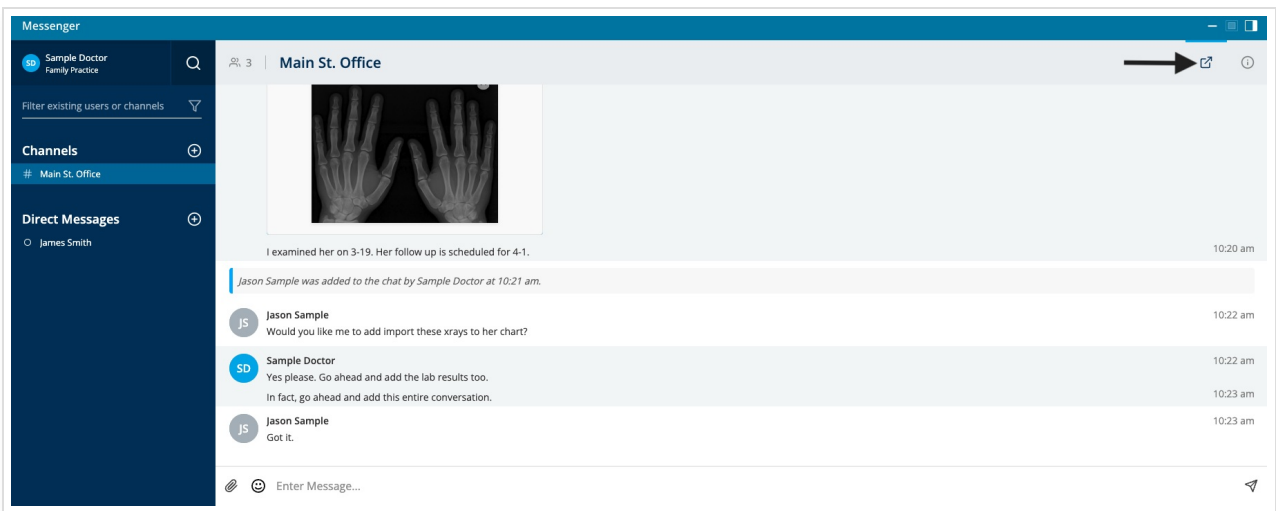 Messenger
SD
Sample Doctor
Family Practice
3
Main St. Office
Filter existing users or channels
Channels
# Main St. Office
Direct Messages
James Smith
I examined her on 3-19. Her follow up is scheduled for 4-1.
10:20 am
Jason Sample was added to the chat by Sample Doctor at 10:21 am.
JS
Jason Sample
10:22 am
Would you like me to add import these xrays to her chart?
SD
Sample Doctor
10:22 am
Yes please. Go ahead and add the lab results too.
In fact, go ahead and add this entire conversation.
10:23 am
JS
Jason Sample
10:23 am
Got it.
Enter Message...